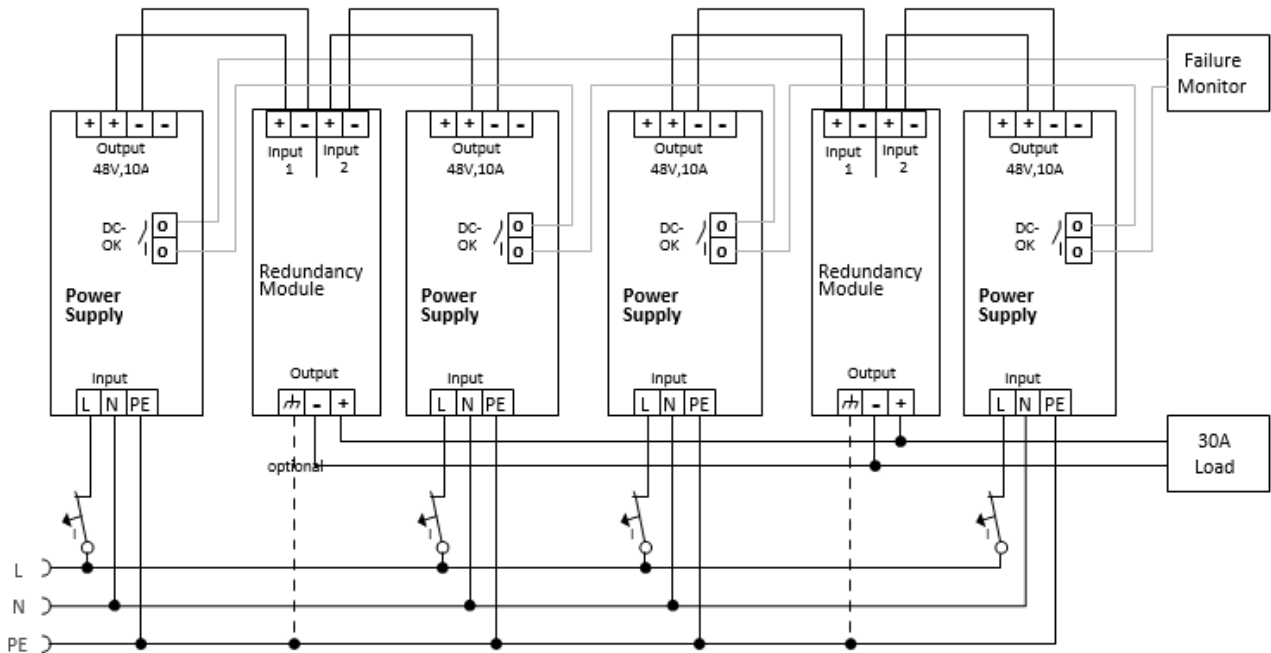 Failure
Monitor
+ + - -
Output
48V,10A
DC-
OK
O
O
Power
Supply
Input
L N PE
+ - + -
Input
1
Input
2
Redundancy
Module
Output
- +
optional
+ + - -
Output
48V,10A
DC-
OK
O
O
Power
Supply
Input
L N PE
+ + - -
Output
48V,10A
DC-
OK
O
O
Power
Supply
Input
L N PE
+ - + -
Input
1
Input
2
Redundancy
Module
Output
- +
+ + - -
Output
48V,10A
DC-
OK
O
O
Power
Supply
Input
L N PE
30A
Load
I
I
I
I
L
N
PE